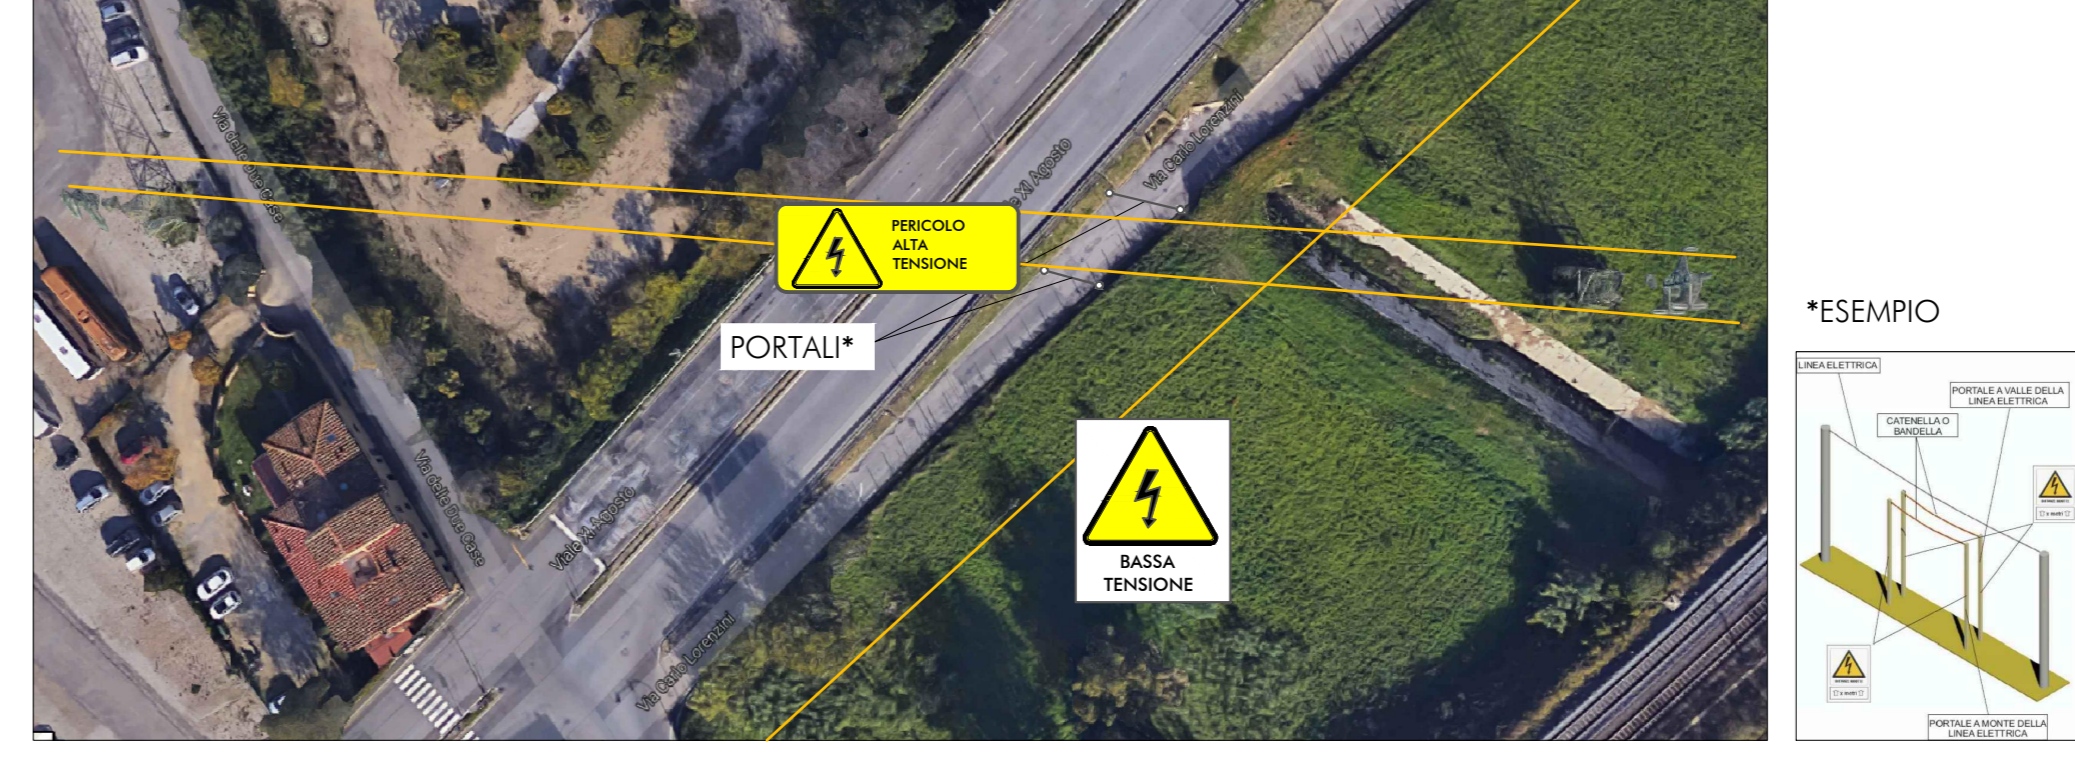 Via delle Due Case
Viale XI Agosto
Via Carlo Lorenzini
PERICOLO
ALTA
TENSIONE
PORTALI*
BASSA
TENSIONE
Via delle Due Case
Viale XI Agosto
Via Carlo Lorenzini
*ESEMPIO
LINEA ELETTRICA
PORTALE A VALLE DELLA
LINEA ELETTRICA
CATENELLA O
BANDELLA
PORTALE A MONTE DELLA
LINEA ELETTRICA